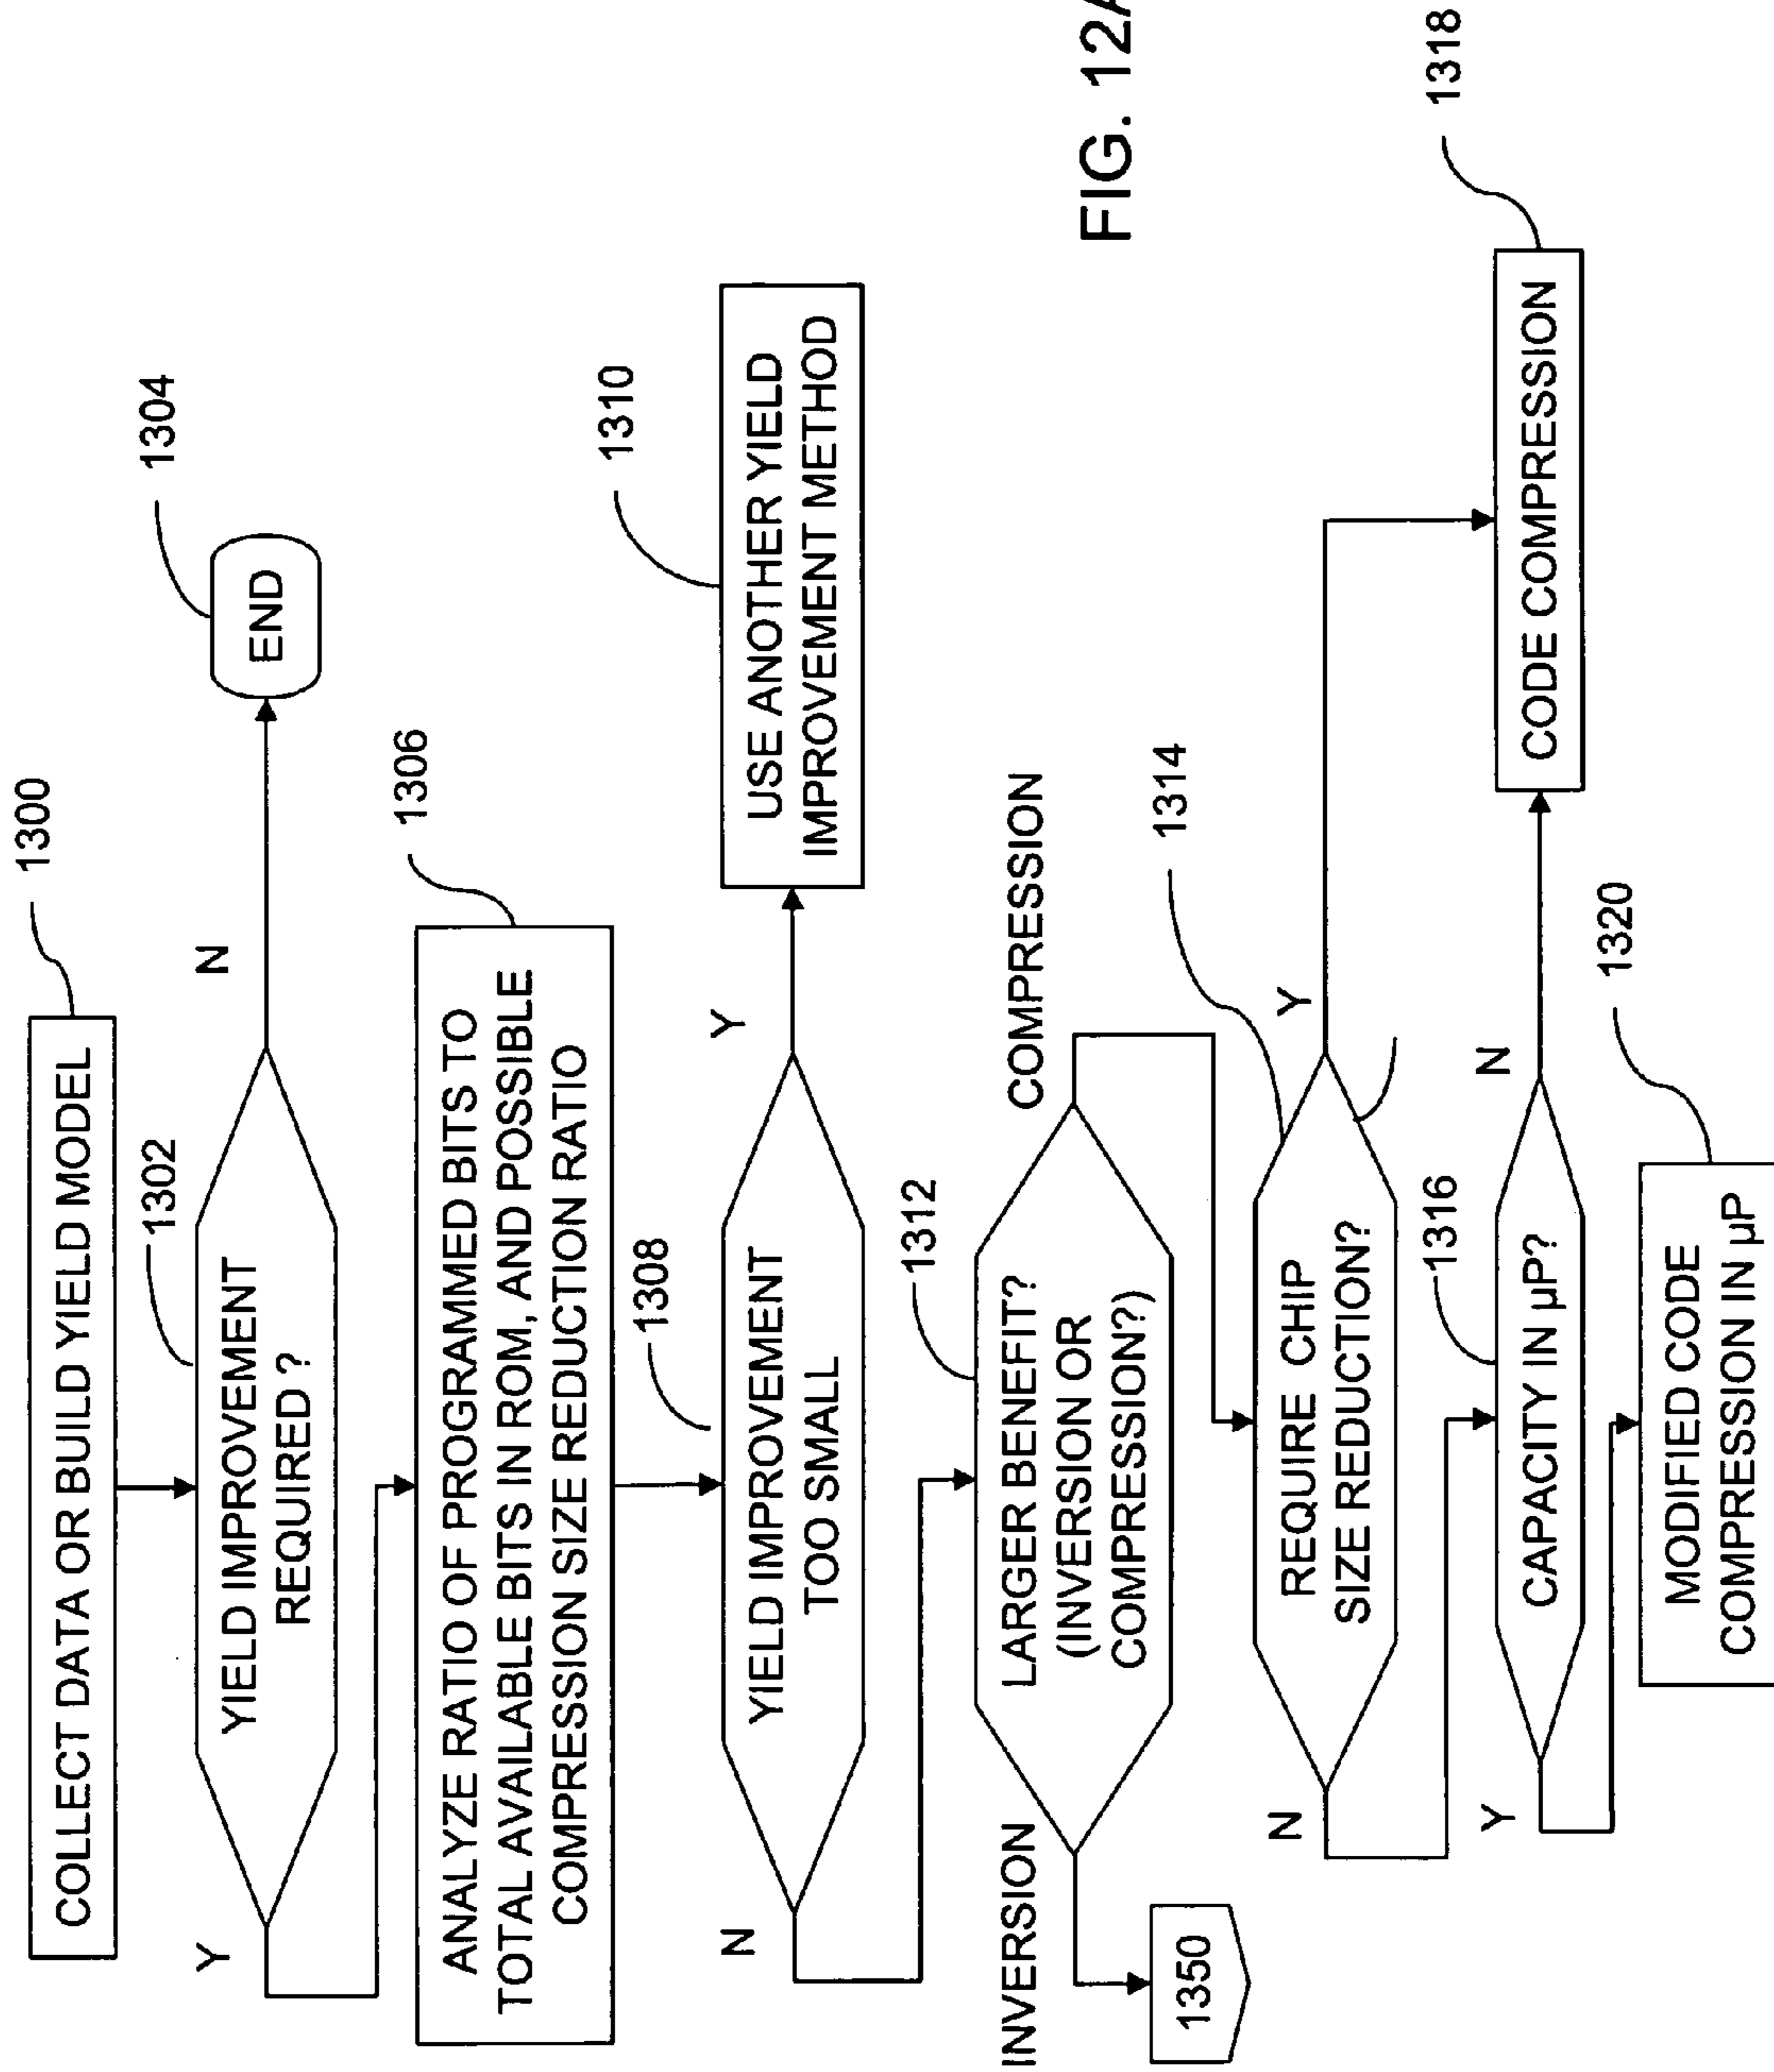 COLLECT DATA OR BUILD YIELD MODEL
1300
YIELD IMPROVEMENT
REQUIRED ?
1302
Y
N
END
1304
ANALYZE RATIO OF PROGRAMMED BITS TO
TOTAL AVAILABLE BITS IN ROM, AND POSSIBLE
COMPRESSION SIZE REDUCTION RATIO
1306
YIELD IMPROVEMENT
TOO SMALL
1308
N
Y
USE ANOTHER YIELD
IMPROVEMENT METHOD
1310
INVERSION
LARGER BENEFIT?
(INVERSION OR
COMPRESSION?)
1312
COMPRESSION
1350
REQUIRE CHIP
SIZE REDUCTION?
1314
N
Y
FIG. 12A
CAPACITY IN µP?
1316
Y
N
CODE COMPRESSION
1318
MODIFIED CODE
COMPRESSION IN µP
1320